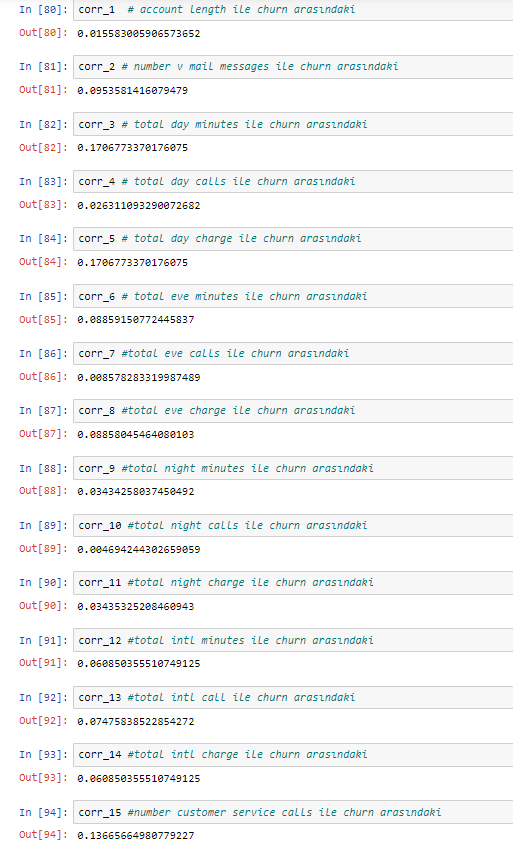 In [80]: corr_1 # account length ile churn arasındaki
Out[80]: 0.015583005906573652
In [81]: corr_2 # number v mail messages ile churn arasındaki
Out[81]: 0.0953581416079479
In [82]: corr_3 # total day minutes ile churn arasındaki
Out[82]: 0.1706773370176075
In [83]: corr_4 # total day calls ile churn arasındaki
Out[83]: 0.026311093290072682
In [84]: corr_5 # total day charge ile churn arasındaki
Out[84]: 0.1706773370176075
In [85]: corr_6 # total eve minutes ile churn arasındaki
Out[85]: 0.08859150772445837
In [86]: corr_7 #total eve calls ile churn arasındaki
Out[86]: 0.008578283319987489
In [87]: corr_8 #total eve charge ile churn arasındaki
Out[87]: 0.08858045464080103
In [88]: corr_9 #total night minutes ile churn arasındaki
Out[88]: 0.03434258037450492
In [89]: corr_10 #total night calls ile churn arasındaki
Out[89]: 0.004694244302659059
In [90]: corr_11 #total night charge ile churn arasındaki
Out[90]: 0.03435325208460943
In [91]: corr_12 #total intl minutes ile churn arasındaki
Out[91]: 0.060850355510749125
In [92]: corr_13 #total intl call ile churn arasındaki
Out[92]: 0.07475838522854272
In [93]: corr_14 #total intl charge ile churn arasındaki
Out[93]: 0.060850355510749125
In [94]: corr_15 #number customer service calls ile churn arasındaki
Out[94]: 0.13665664980779227